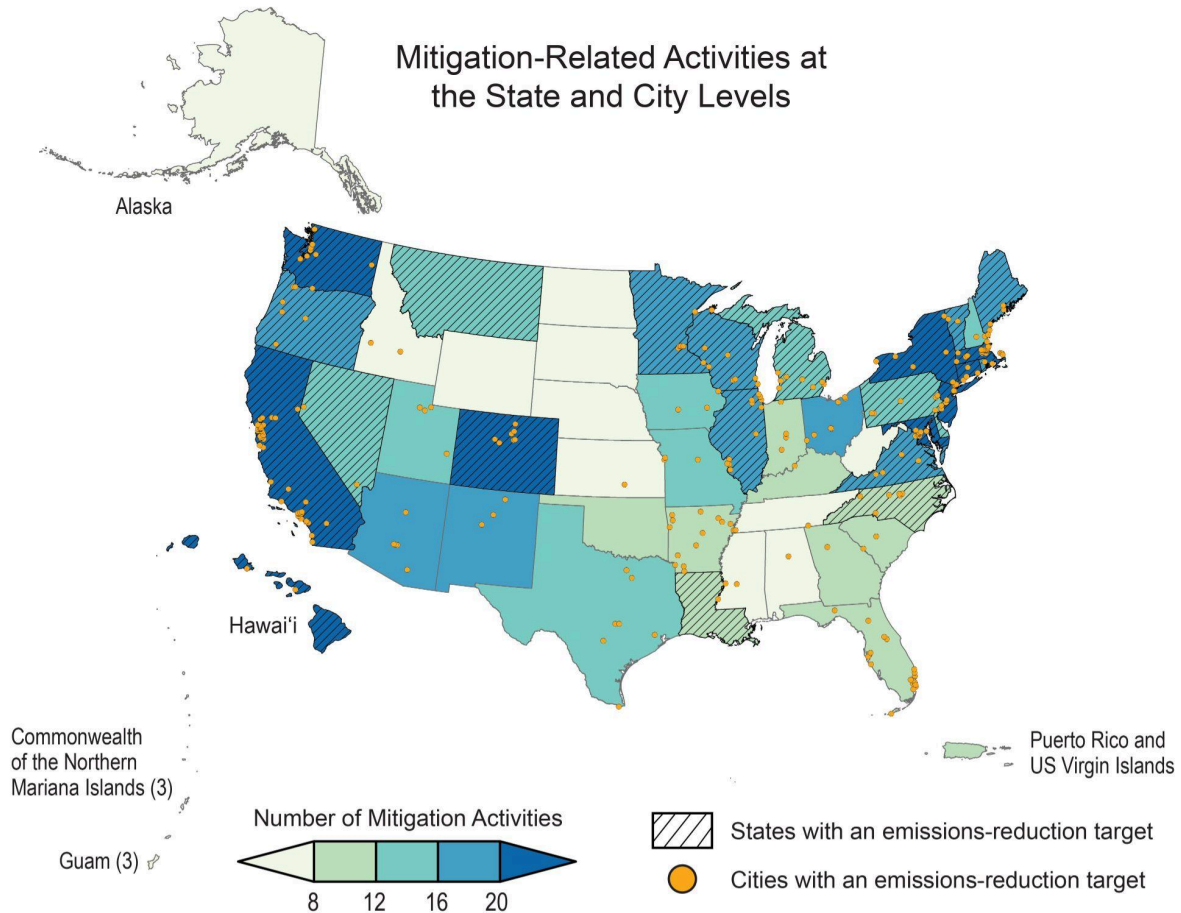 Mitigation-Related Activities at
the State and City Levels
Alaska
Hawai‘i
Commonwealth
of the Northern
Mariana Islands (3)
Guam (3)
Puerto Rico and
US Virgin Islands
Number of Mitigation Activities
8 12 16 20
States with an emissions-reduction target
Cities with an emissions-reduction target